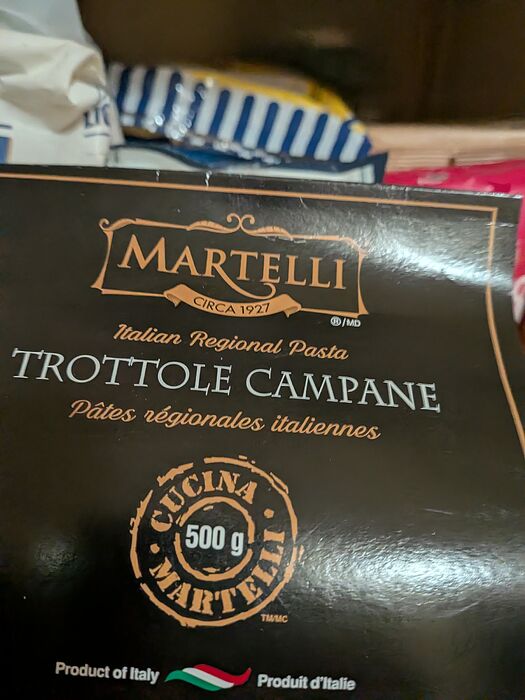 MARTELLI
CIRCA 1927
®/MD
Italian Regional Pasta
TROTTOLE CAMPANE
Pâtes régionales italiennes
CUCINA
500 g
MARTELLI
TM/MC
Product of Italy Produit d'Italie